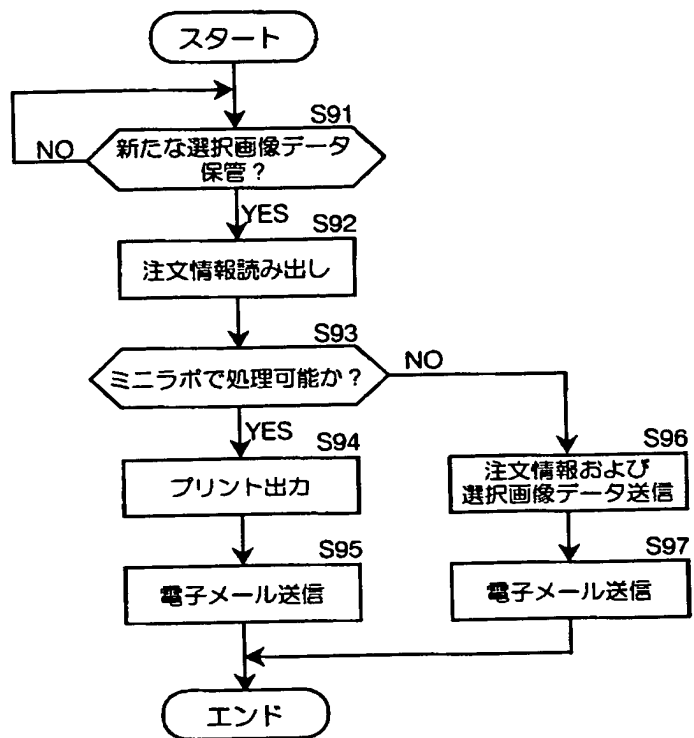 スタート
S91
新たな選択画像データ
保管？
NO
YES
S92
注文情報読み出し
S93
ミニラボで処理可能か？
NO
YES
S94
プリント出力
S95
電子メール送信
S96
注文情報および
選択画像データ送信
S97
電子メール送信
エンド